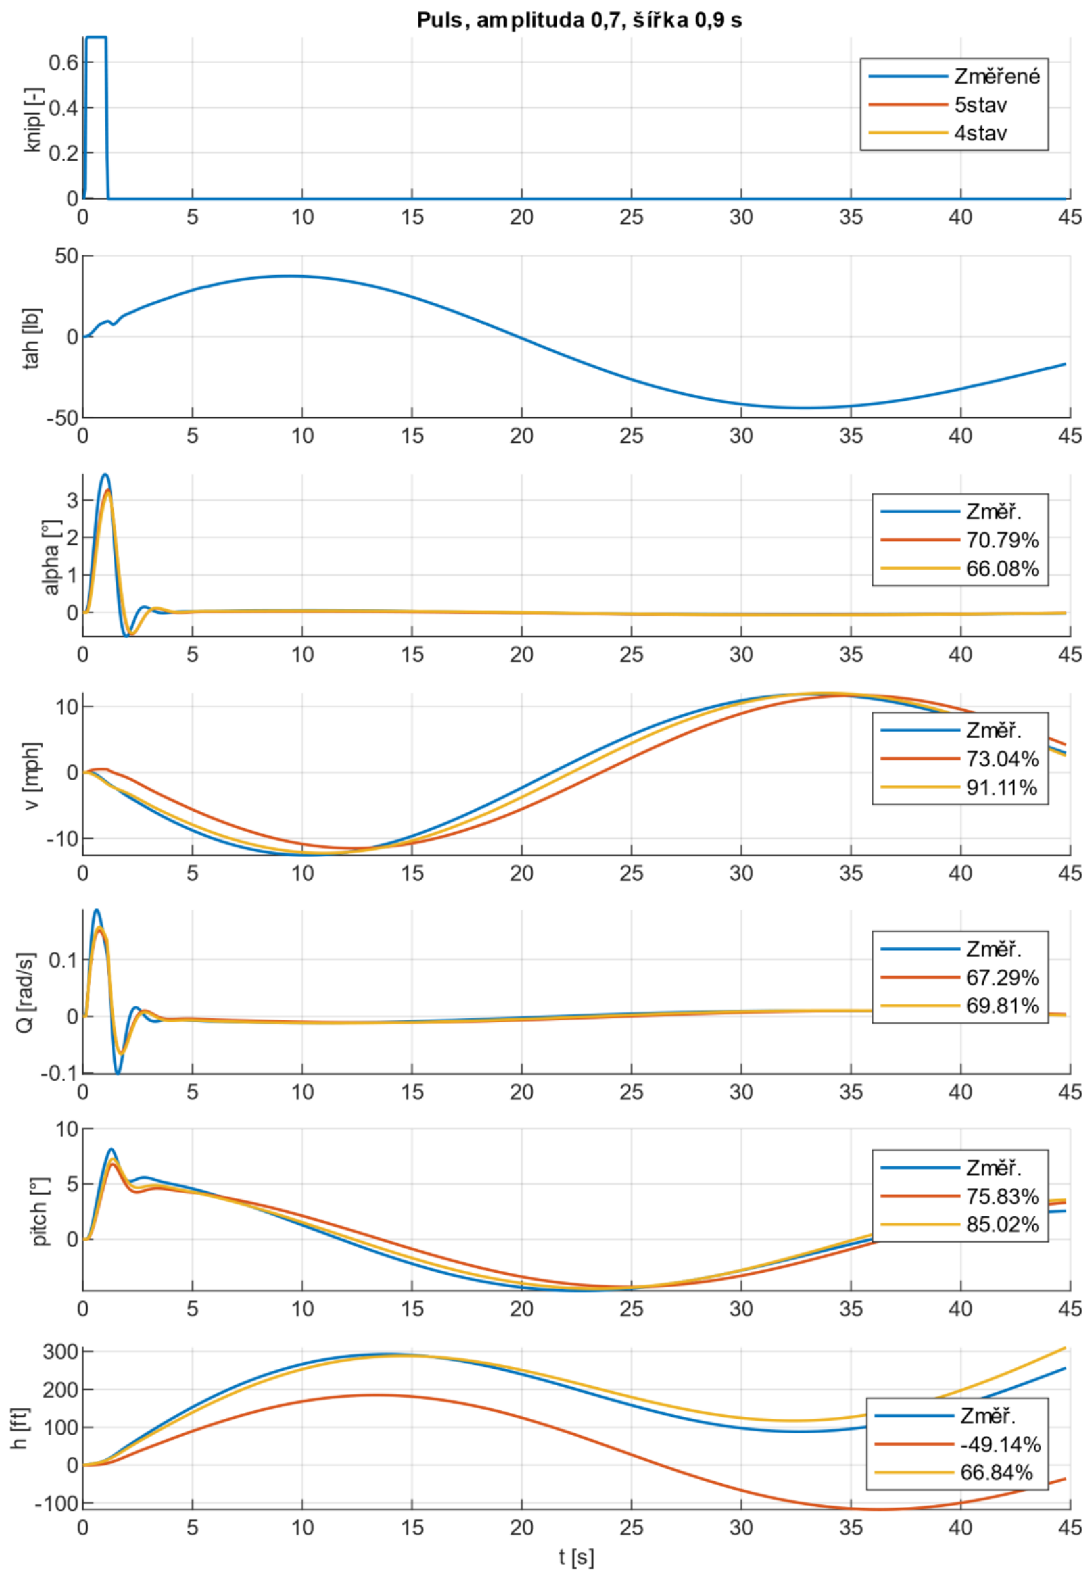 Puls, amplituda 0,7, šířka 0,9 s
knipl [-]
0.6
0.4
0.2
0
Změřené
5stav
4stav
0 5 10 15 20 25 30 35 40 45
tah [lb]
50
0
-50
0 5 10 15 20 25 30 35 40 45
alpha [°]
3
2
1
0
Změř.
70.79%
66.08%
0 5 10 15 20 25 30 35 40 45
v [mph]
10
0
-10
Změř.
73.04%
91.11%
0 5 10 15 20 25 30 35 40 45
Q [rad/s]
0.1
0
-0.1
Změř.
67.29%
69.81%
0 5 10 15 20 25 30 35 40 45
pitch [°]
10
5
0
Změř.
75.83%
85.02%
0 5 10 15 20 25 30 35 40 45
h [ft]
300
200
100
0
-100
Změř.
-49.14%
66.84%
0 5 10 15 20 25 30 35 40 45
t [s]